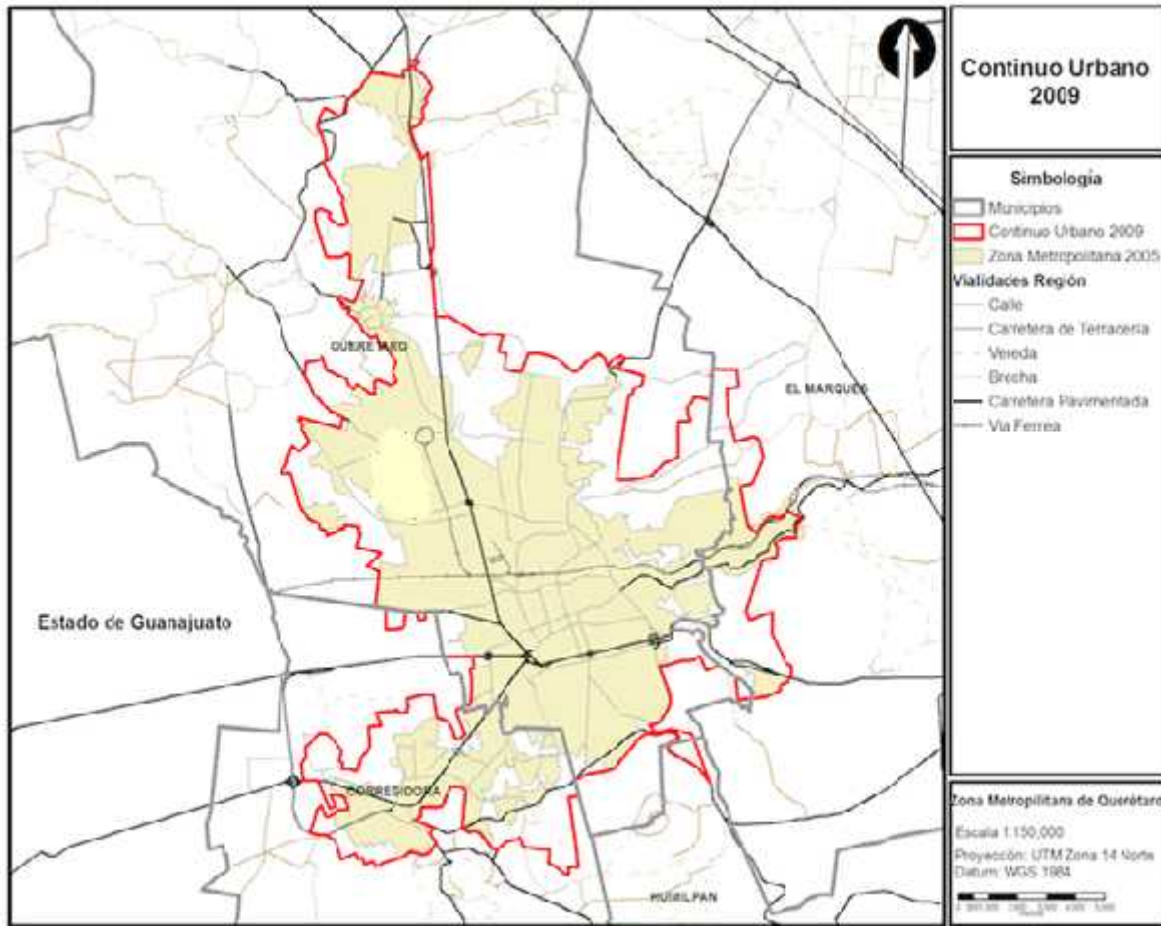 Continuo Urbano
2009
Simbología
Municipios
Continuo Urbano 2009
Zona Metropolitana 2005
Vialidades Región
Calle
Carretera de Terracería
Vereda
Brecha
Carretera Pavimentada
Via Ferrea
QUERETARO
EL MARQUES
Estado de Guanajuato
CORREGIDORA
HUIMILPAN
Zona Metropilitana de Querétaro
Escala 1:150,000
Proyección: UTM Zona 14 Norte
Datum: WGS 1984